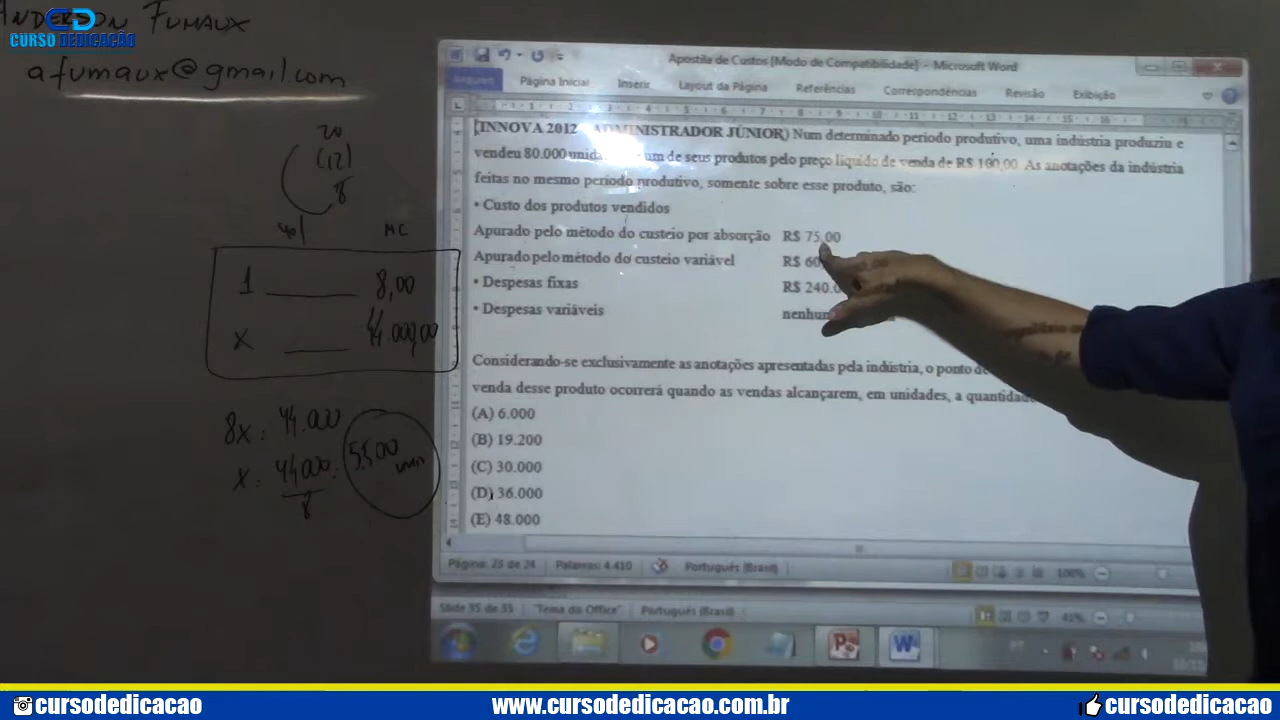 ANDERSON FUMAUX
CURSO DEDICAÇÃO
afumaux@gmail.com
20
(12)
8
MC
1 8,00
X 44.000,00
8X: 44.000
X: 44.000 : 5.500
8
Apostila de Custos [Modo de Compatibilidade] - Microsoft Word
Arquivo Página Inicial Inserir Layout da Página Referências Correspondências Revisão Exibição
[INNOVA 2012 ADMINISTRADOR JÚNIOR) Num determinado período produtivo, uma indústria produziu e
vendeu 80.000 um de seus produtos pelo preço líquido de venda de R$ 100,00 As anotações da indústria
feitas no mesmo período produtivo, somente sobre esse produto, são:
• Custo dos produtos vendidos
Apurado pelo método do custeio por absorção R$ 75,00
Apurado pelo método do custeio variável R$ 60,
• Despesas fixas R$ 240.0
• Despesas variáveis nenhum
Considerando-se exclusivamente as anotações apresentadas pela indústria, o ponto de
venda desse produto ocorrerá quando as vendas alcançarem, em unidades, a quantidade
(A) 6.000
(B) 19.200
(C) 30.000
(D) 36.000
(E) 48.000
Página: 23 de 24 Palavras: 4.410 Português (Brasil) 100%
Slide 35 de 35 "Tema da Office" Português (Brasil) 41%
PT
cursodedicacao www.cursodedicacao.com.br cursodedicacao